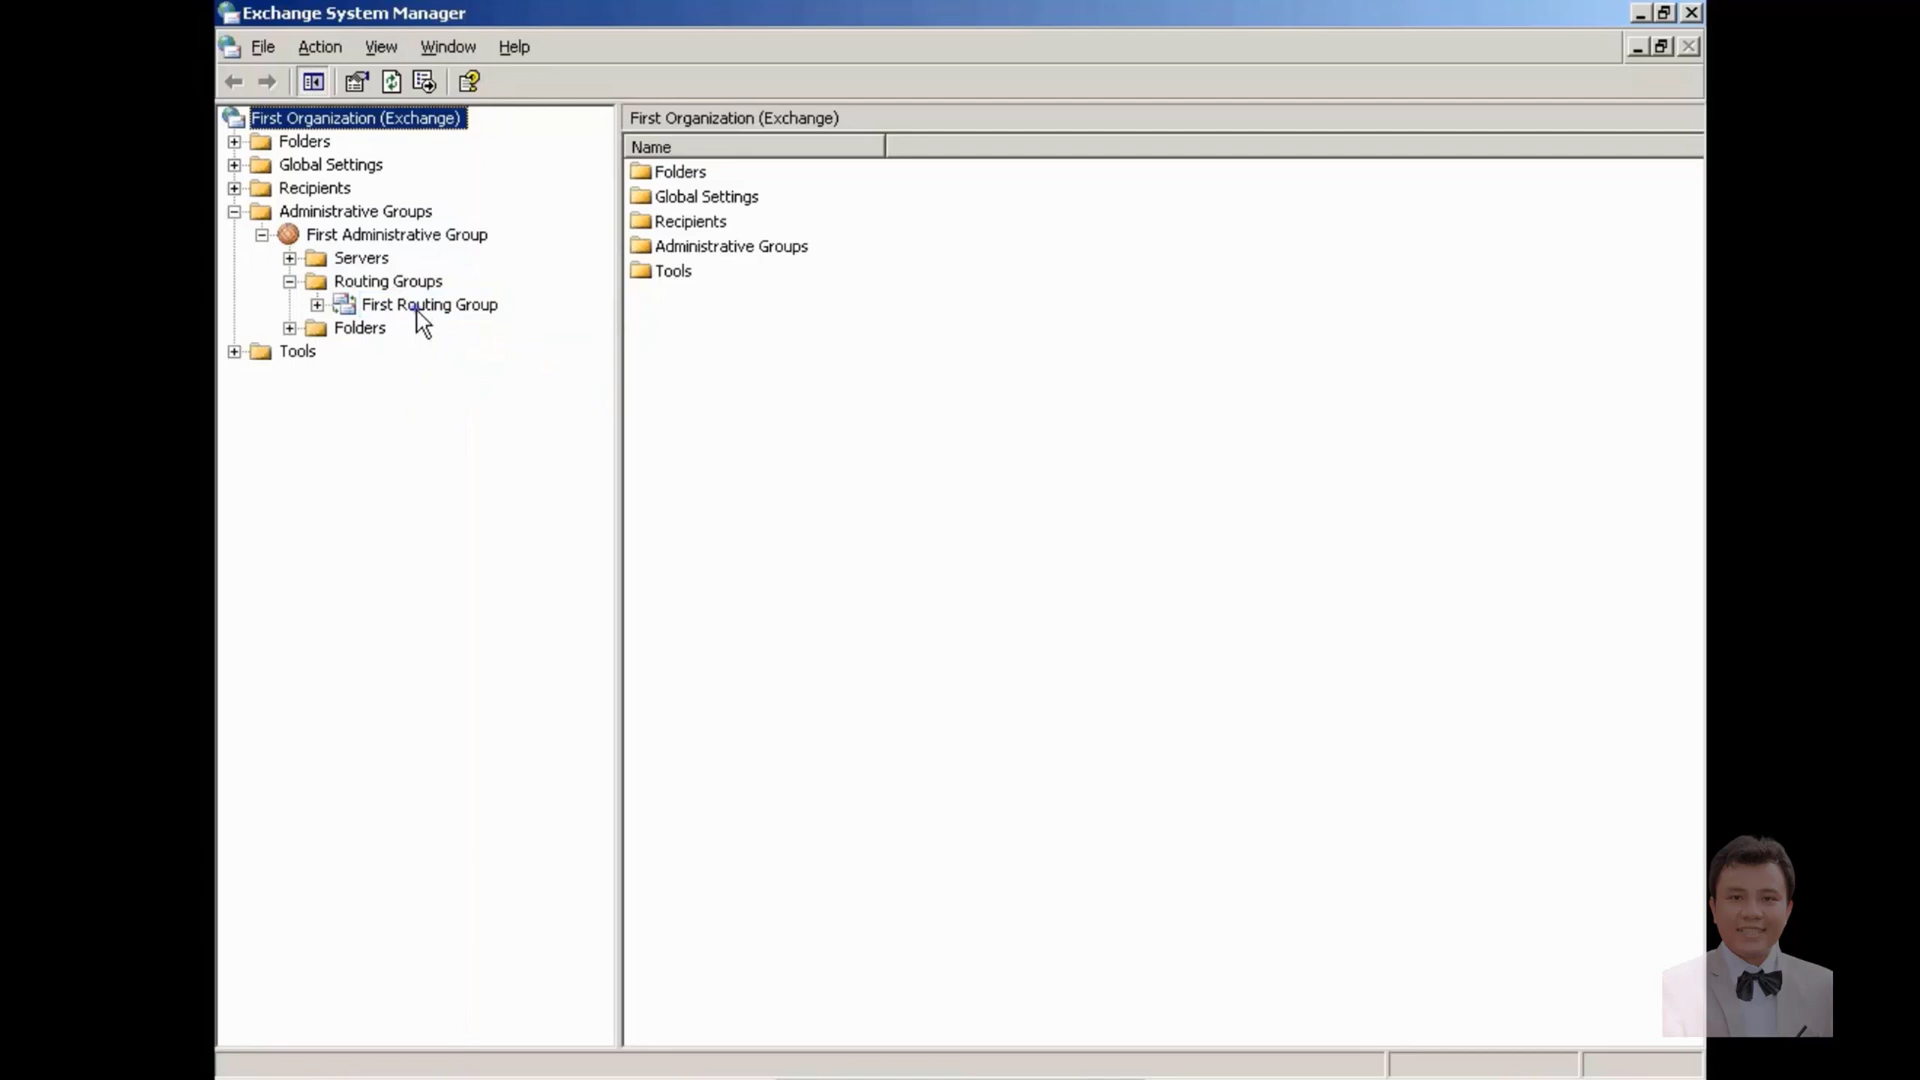 Exchange System Manager
File Action View Window Help
First Organization (Exchange)
Folders
Global Settings
Recipients
Administrative Groups
First Administrative Group
Servers
Routing Groups
First Routing Group
Folders
Tools
First Organization (Exchange)
Name
Folders
Global Settings
Recipients
Administrative Groups
Tools